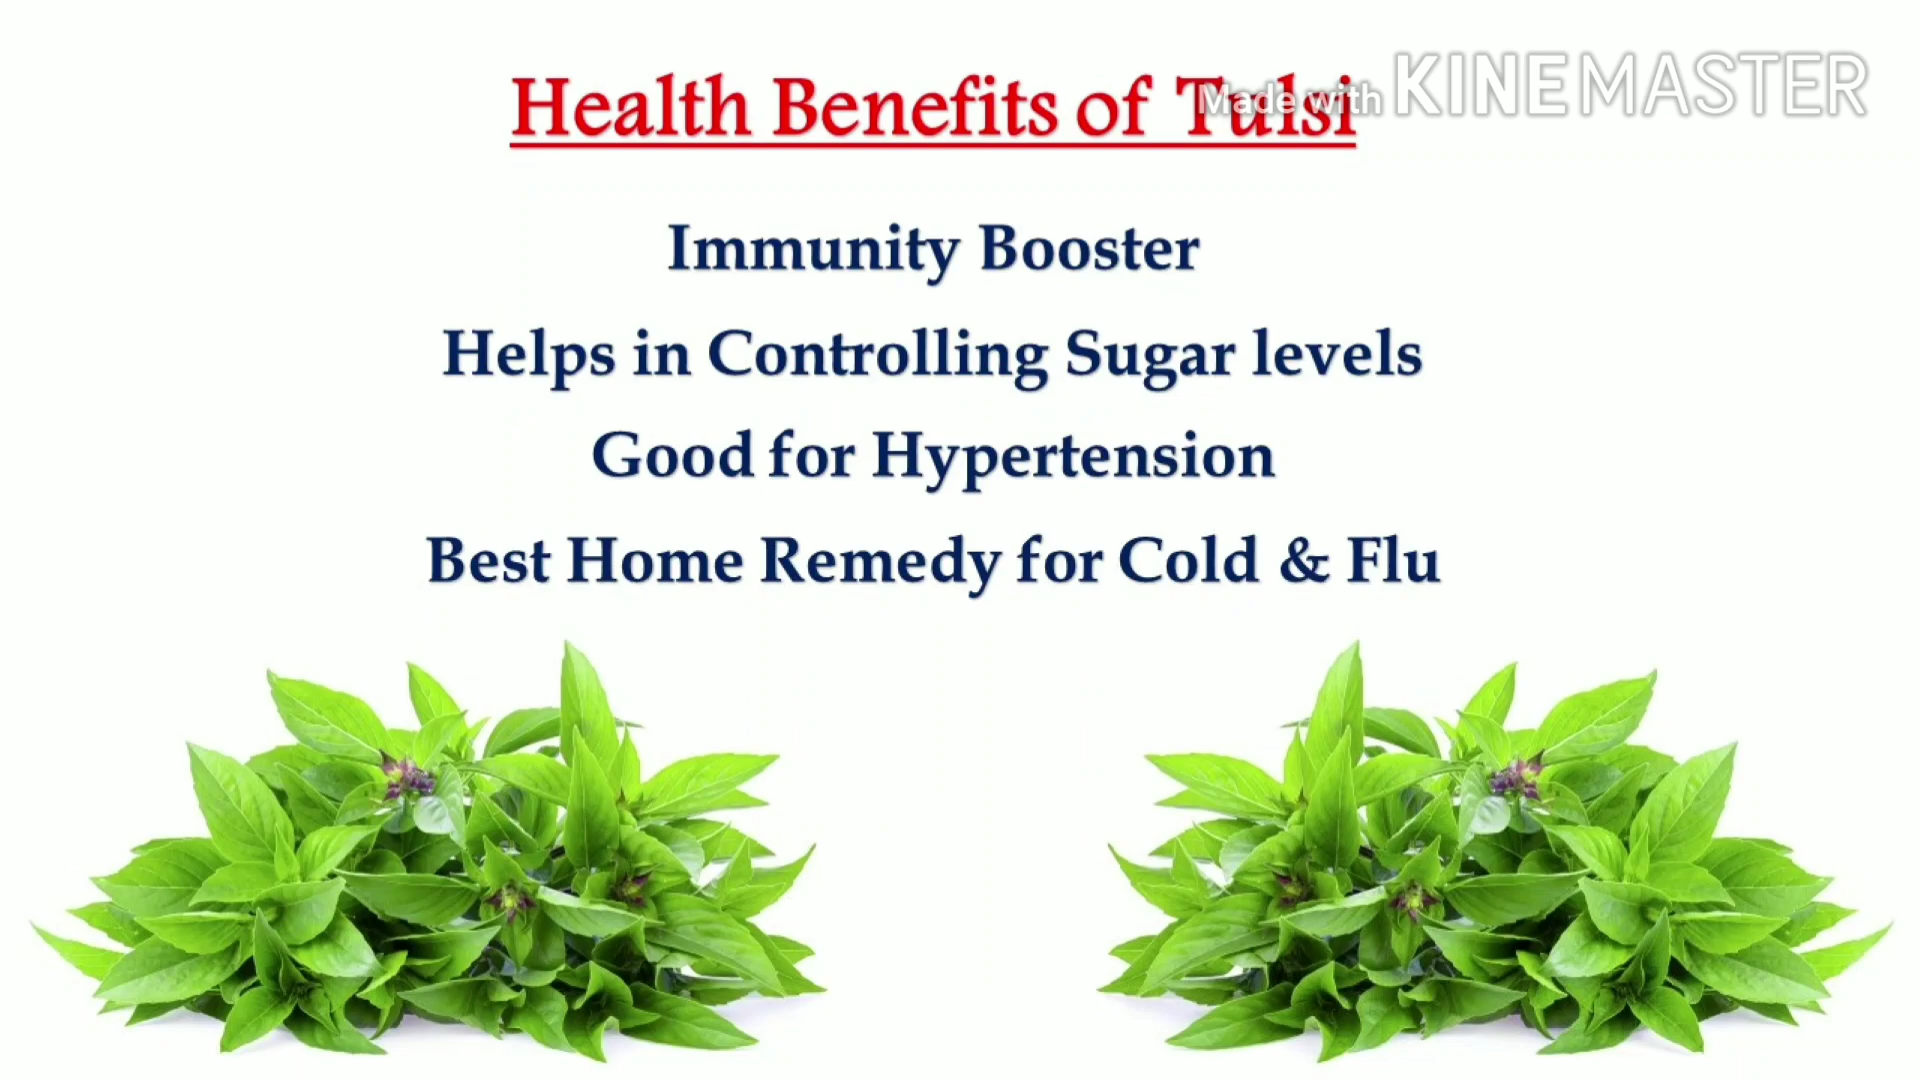 Health Benefits of Tulsi
Made with KINEMASTER
Immunity Booster
Helps in Controlling Sugar levels
Good for Hypertension
Best Home Remedy for Cold & Flu